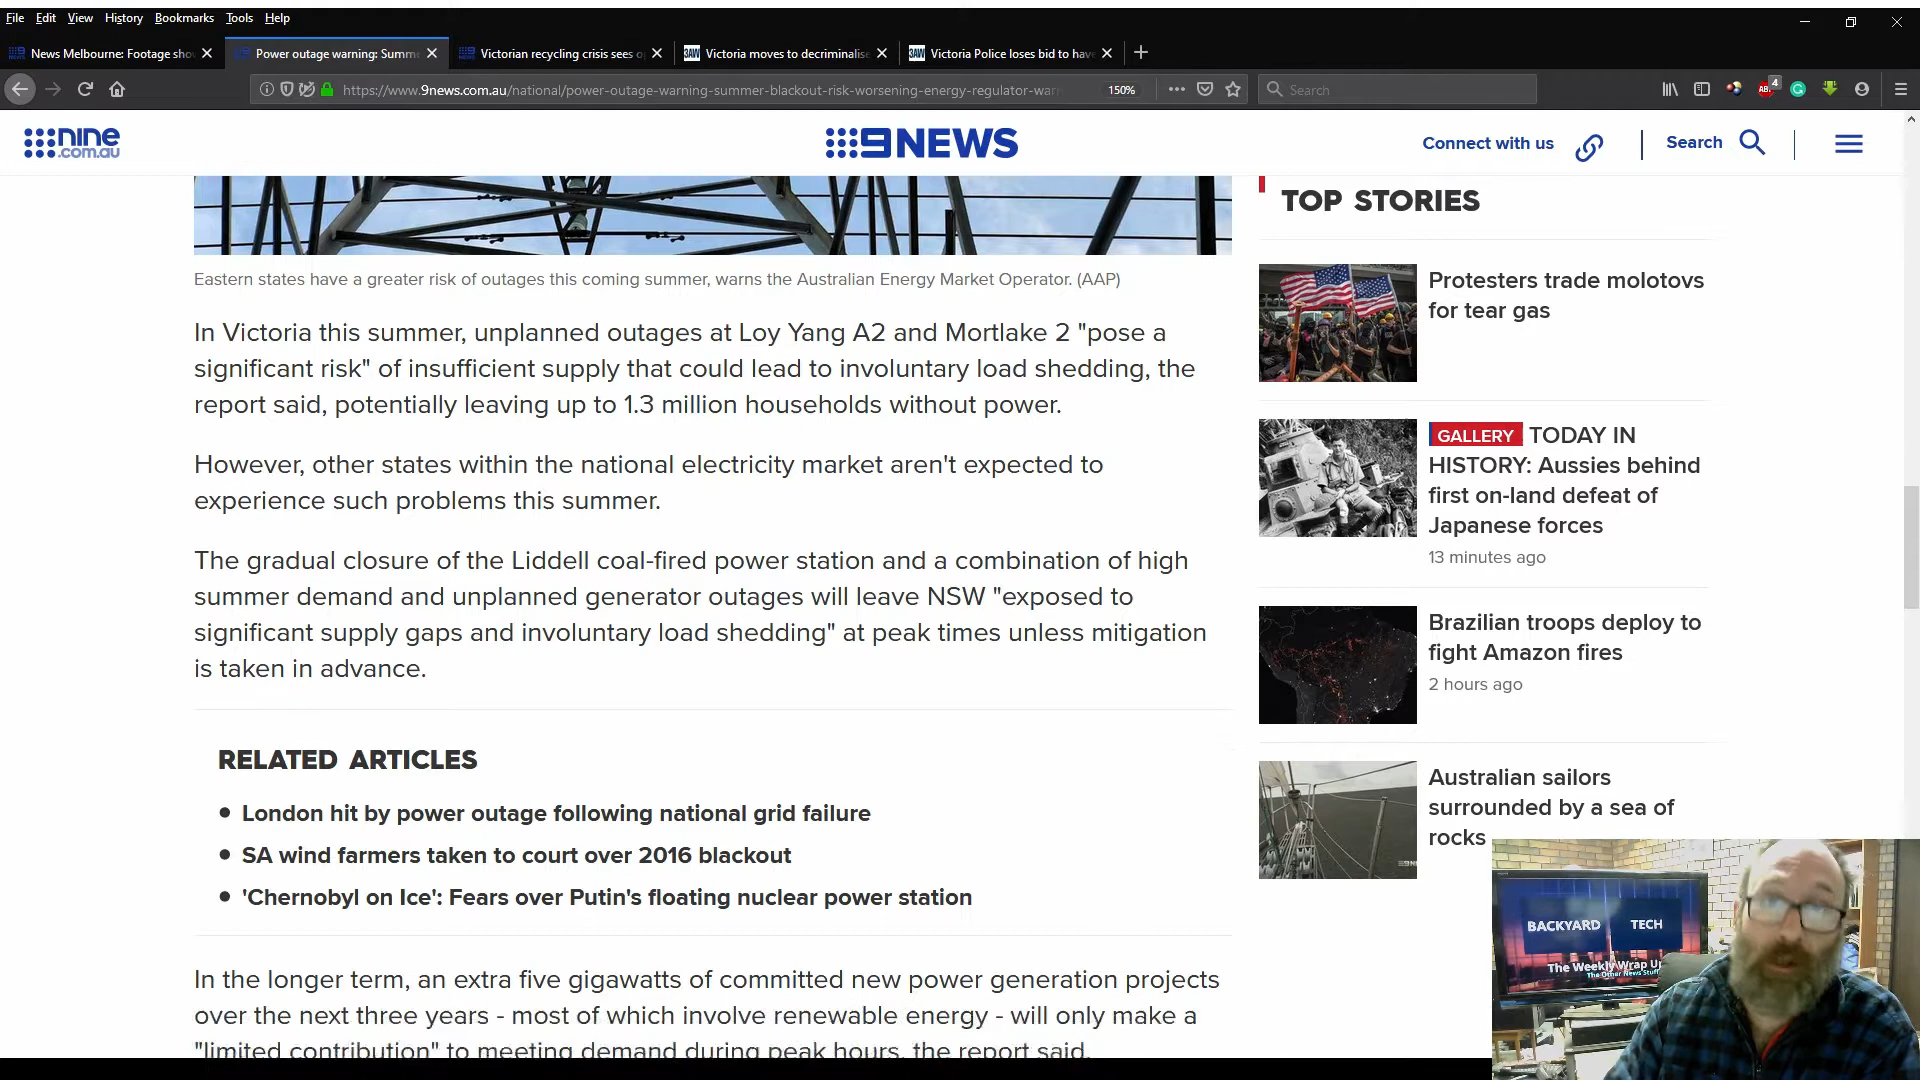 File Edit View History Bookmarks Tools Help
News Melbourne: Footage sho
Power outage warning: Summ
Victorian recycling crisis sees o
3AW Victoria moves to decriminalise
3AW Victoria Police loses bid to hav
https://www.9news.com.au/national/power-outage-warning-summer-blackout-risk-worsening-energy-regulator-war
150%
Search
4
nine
.com.au
9NEWS
Connect with us
Search
Eastern states have a greater risk of outages this coming summer, warns the Australian Energy Market Operator. (AAP)
In Victoria this summer, unplanned outages at Loy Yang A2 and Mortlake 2 "pose a
significant risk" of insufficient supply that could lead to involuntary load shedding, the
report said, potentially leaving up to 1.3 million households without power.
However, other states within the national electricity market aren't expected to
experience such problems this summer.
The gradual closure of the Liddell coal-fired power station and a combination of high
summer demand and unplanned generator outages will leave NSW "exposed to
significant supply gaps and involuntary load shedding" at peak times unless mitigation
is taken in advance.
RELATED ARTICLES
London hit by power outage following national grid failure
SA wind farmers taken to court over 2016 blackout
'Chernobyl on Ice': Fears over Putin's floating nuclear power station
In the longer term, an extra five gigawatts of committed new power generation projects
over the next three years - most of which involve renewable energy - will only make a
"limited contribution" to meeting demand during peak hours, the report said.
TOP STORIES
Protesters trade molotovs
for tear gas
GALLERY TODAY IN
HISTORY: Aussies behind
first on-land defeat of
Japanese forces
13 minutes ago
Brazilian troops deploy to
fight Amazon fires
2 hours ago
Australian sailors
surrounded by a sea of
rocks
BACKYARD TECH
The Weekly Wrap Up
The Other News Stuff